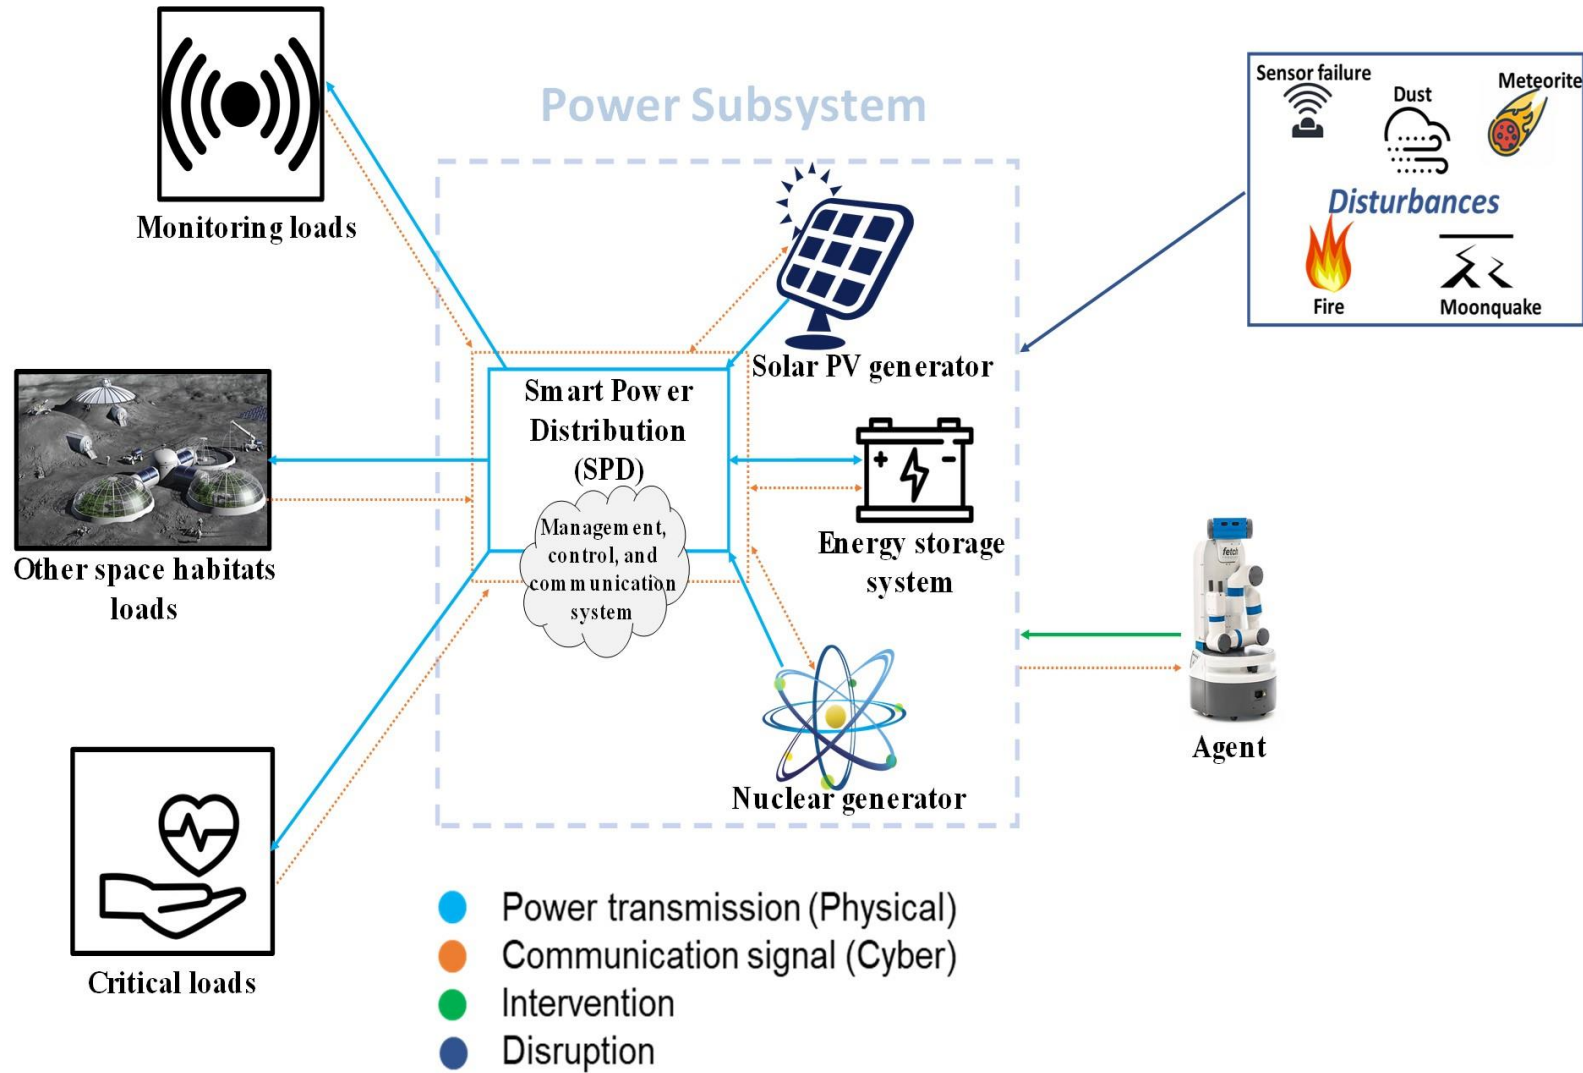 Power Subsystem
Monitoring loads
Sensor failure
Dust
Meteorite
Disturbances
Fire
Moonquake
Solar PV generator
Smart Power
Distribution
(SPD)
Management,
control, and
communication
system
Energy storage
system
Other space habitats
loads
fetch
Agent
Nuclear generator
Critical loads
Power transmission (Physical)
Communication signal (Cyber)
Intervention
Disruption